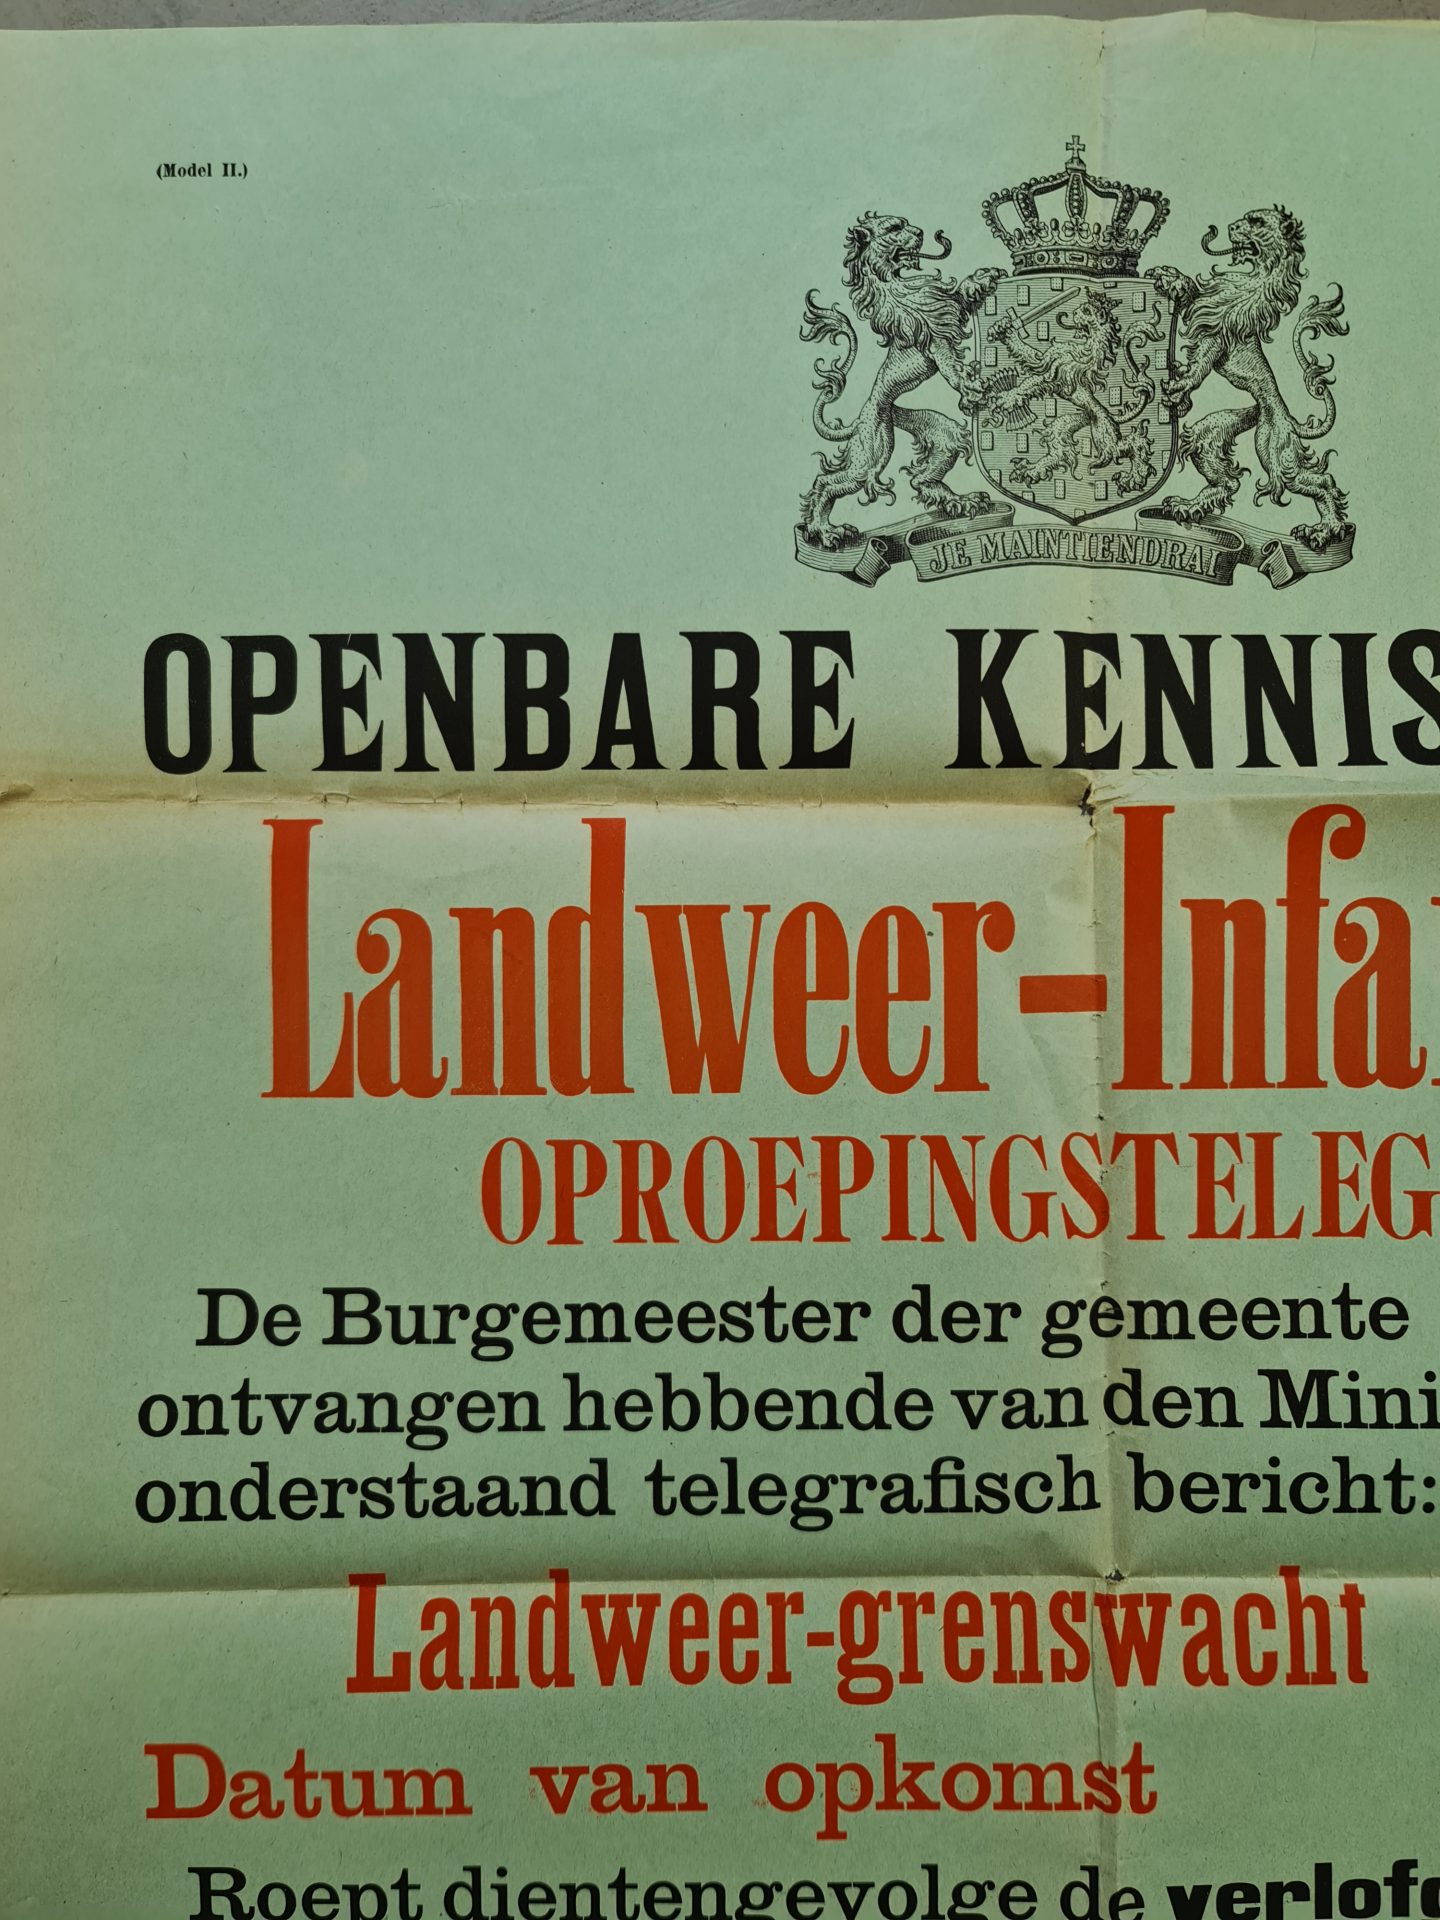 (Model II.)
JE MAINTIENDRAI
OPENBARE KENNIS
Landweer-Infa
OPROEPINGSTELEG
De Burgemeester der gemeente
ontvangen hebbende van den Mini
onderstaand telegrafisch bericht:
Landweer-grenswacht
Datum van opkomst
Roept dientengevolge de verlof